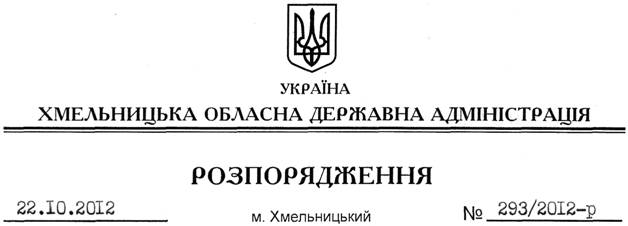 УКРАЇНА
ХМЕЛЬНИЦЬКА ОБЛАСНА ДЕРЖАВНА АДМІНІСТРАЦІЯ
РОЗПОРЯДЖЕННЯ
22.10.2012 м. Хмельницький № 293/2012-р